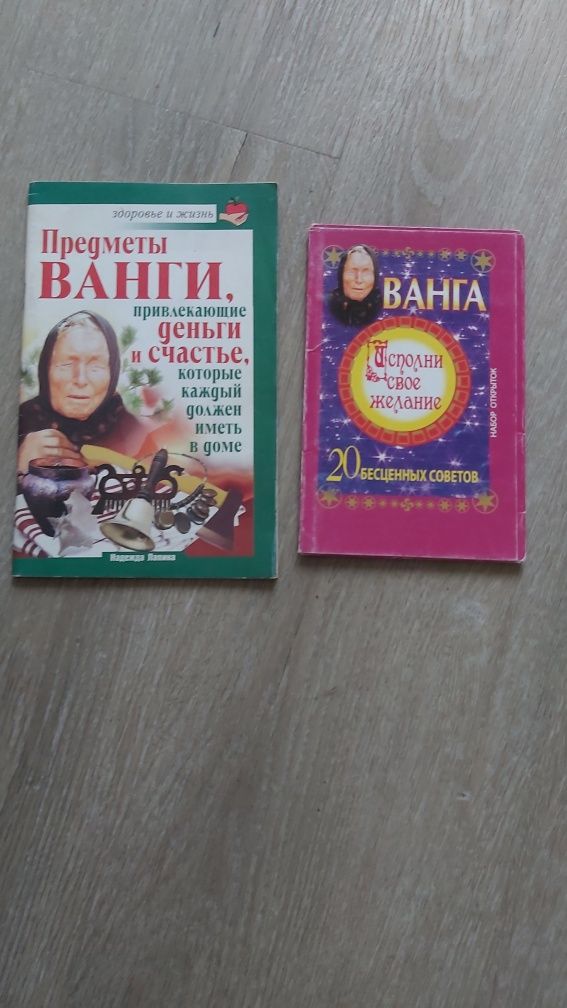 здоровье и жизнь
Предметы
ВАНГИ,
привлекающие
деньги
и счастье,
которые
каждый
должен
иметь
в доме
Надежда Лапина
ВАНГА
Исполни
свое
желание
20 БЕСЦЕННЫХ СОВЕТОВ
НАБОР ОТКРЫТОК